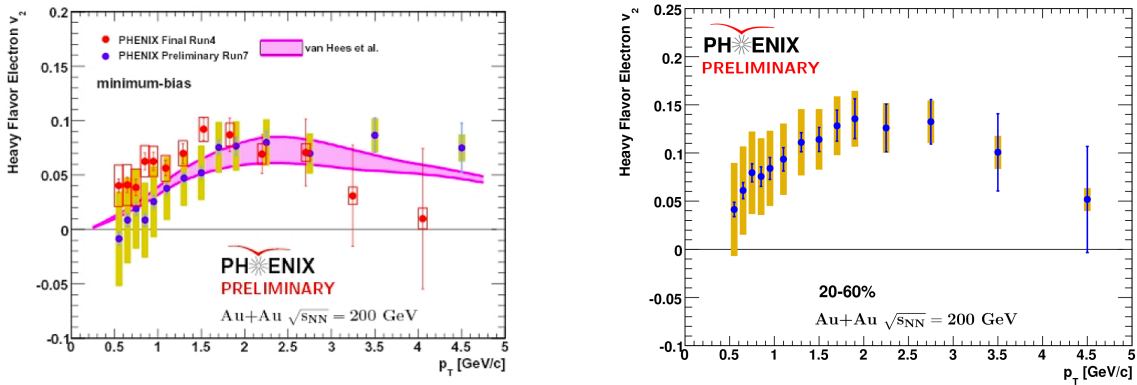 Heavy Flavor Electron v2
0.2
0.15
0.1
0.05
0
-0.05
-0.1
PHENIX Final Run4
PHENIX Preliminary Run7
van Hees et al.
minimum-bias
PHENIX
PRELIMINARY
Au+Au √sNN = 200 GeV
0 0.5 1 1.5 2 2.5 3 3.5 4 4.5 5
pT [GeV/c]
Heavy Flavor Electron v2
0.25
0.2
0.15
0.1
0.05
0
-0.05
-0.1
PHENIX
PRELIMINARY
20-60%
Au+Au √sNN = 200 GeV
0 0.5 1 1.5 2 2.5 3 3.5 4 4.5 5
pT [GeV/c]